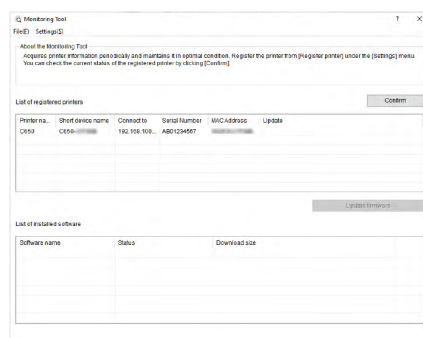 Monitoring Tool
? ×
File(F) Settings(S)
About the Monitoring Tool
Acquires printer information periodically and maintains it in optimal condition. Register the printer from [Register printer] under the [Settings] menu.
You can check the current status of the registered printer by clicking [Confirm].
List of registered printers
Confirm
Printer na... Short device name Connect to Serial Number MAC Address Update
C650 C650- 192.168.100... AB01234567
Update firmware
List of installed software
Software name Status Download size